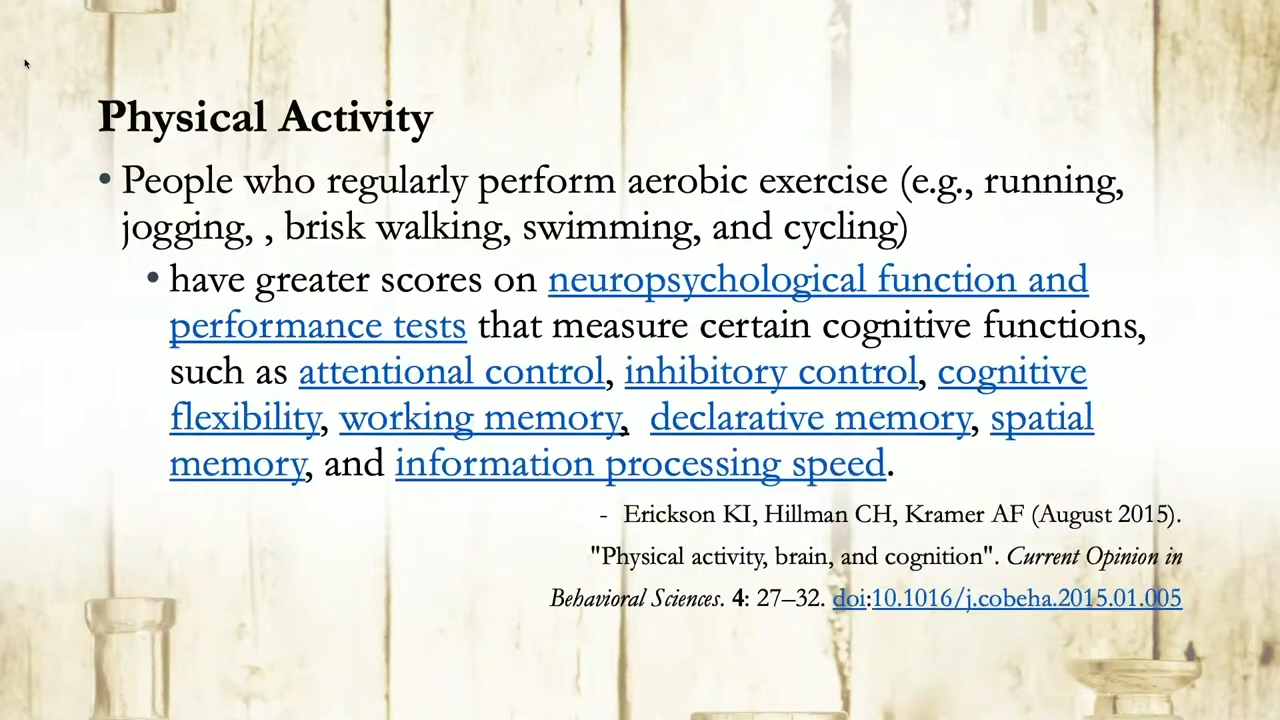 Physical Activity
• People who regularly perform aerobic exercise (e.g., running,
jogging, , brisk walking, swimming, and cycling)
• have greater scores on neuropsychological function and
performance tests that measure certain cognitive functions,
such as attentional control, inhibitory control, cognitive
flexibility, working memory,  declarative memory, spatial
memory, and information processing speed.
- Erickson KI, Hillman CH, Kramer AF (August 2015).
"Physical activity, brain, and cognition". Current Opinion in
Behavioral Sciences. 4: 27–32. doi:10.1016/j.cobeha.2015.01.005